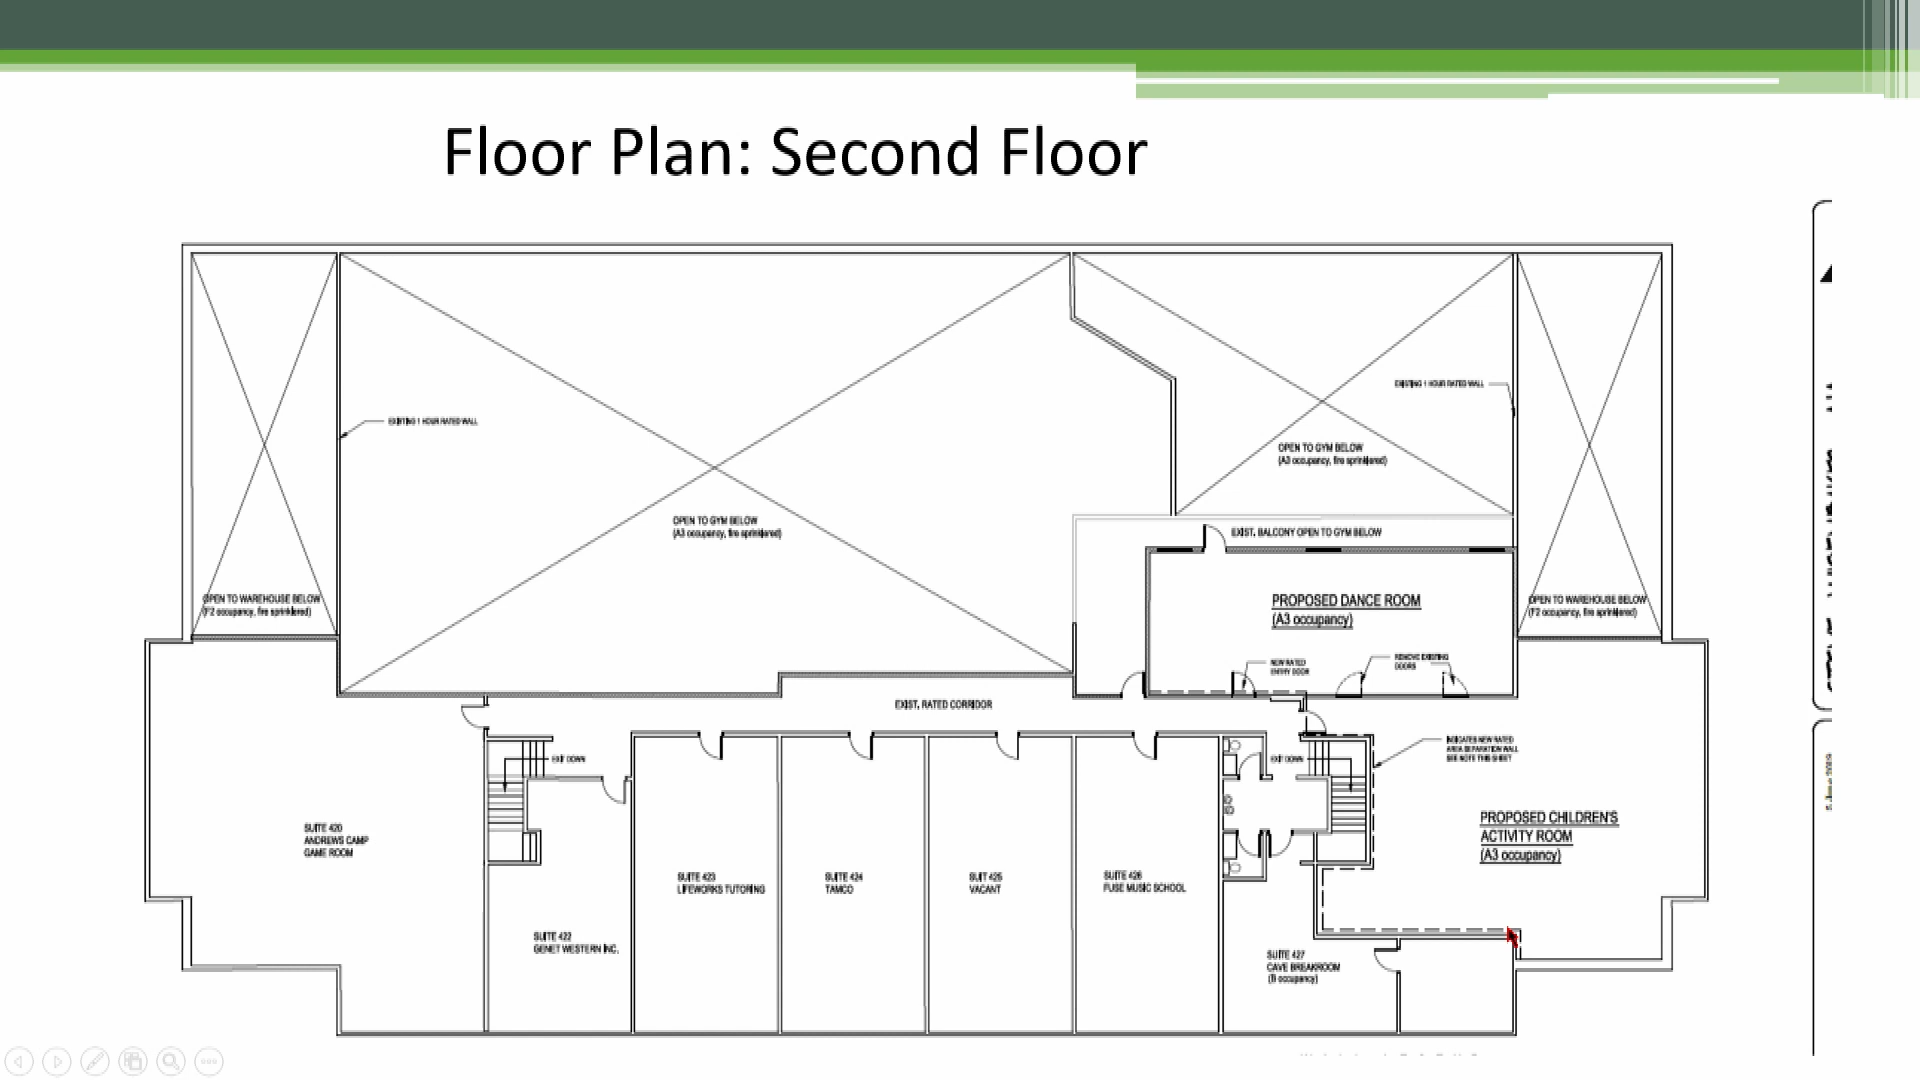 Floor Plan: Second Floor
EXISTING 1 HOUR RATED WALL
EXISTING 1 HOUR RATED WALL
OPEN TO GYM BELOW
(A3 occupancy, fire sprinklered)
OPEN TO GYM BELOW
(A3 occupancy, fire sprinklered)
EXIST. BALCONY OPEN TO GYM BELOW
OPEN TO WAREHOUSE BELOW
(F2 occupancy, fire sprinklered)
PROPOSED DANCE ROOM
(A3 occupancy)
OPEN TO WAREHOUSE BELOW
(F2 occupancy, fire sprinklered)
NEW RATED
ENTRY DOOR
REMOVE EXISTING
DOORS
EXIST. RATED CORRIDOR
EXIT DOWN
EXIT DOWN
INDICATES NEW RATED
AREA SEPARATION WALL
SEE NOTE THIS SHEET
SUITE 420
ANDREWS CAMP
GAME ROOM
PROPOSED CHILDREN'S
ACTIVITY ROOM
(A3 occupancy)
SUITE 423
LIFEWORKS TUTORING
SUITE 424
TAMCO
SUIT 425
VACANT
SUITE 426
FUSE MUSIC SCHOOL
SUITE 422
GENET WESTERN INC.
SUITE 427
CAVE BREAKROOM
(B occupancy)